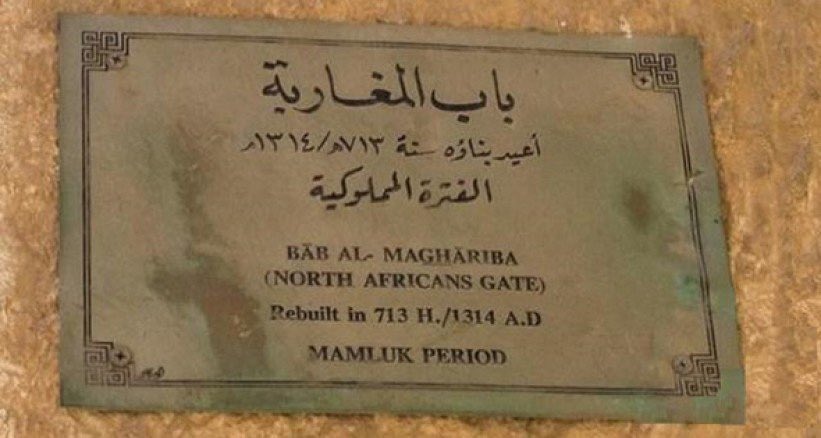 باب المغاربة
أعيد بناؤه سنة ٧١٣هـ/١٣١٤م
الفترة المملوكية
BĀB AL- MAGHĀRIBA
(NORTH AFRICANS GATE)
Rebuilt in 713 H./1314 A.D
MAMLUK PERIOD